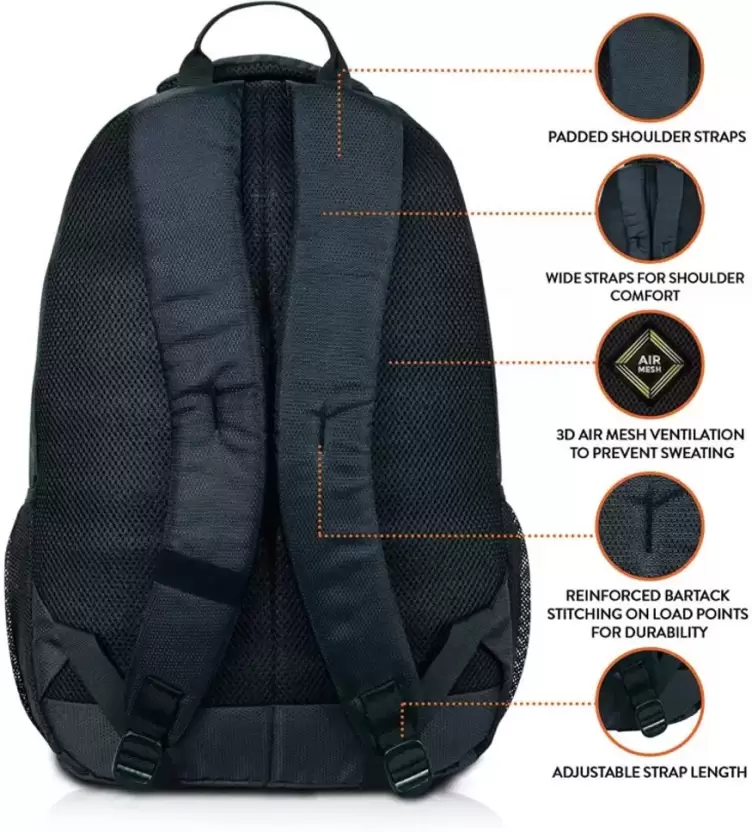 PADDED SHOULDER STRAPS
WIDE STRAPS FOR SHOULDER
COMFORT
AIR
MESH
3D AIR MESH VENTILATION
TO PREVENT SWEATING
REINFORCED BARTACK
STITCHING ON LOAD POINTS
FOR DURABILITY
ADJUSTABLE STRAP LENGTH